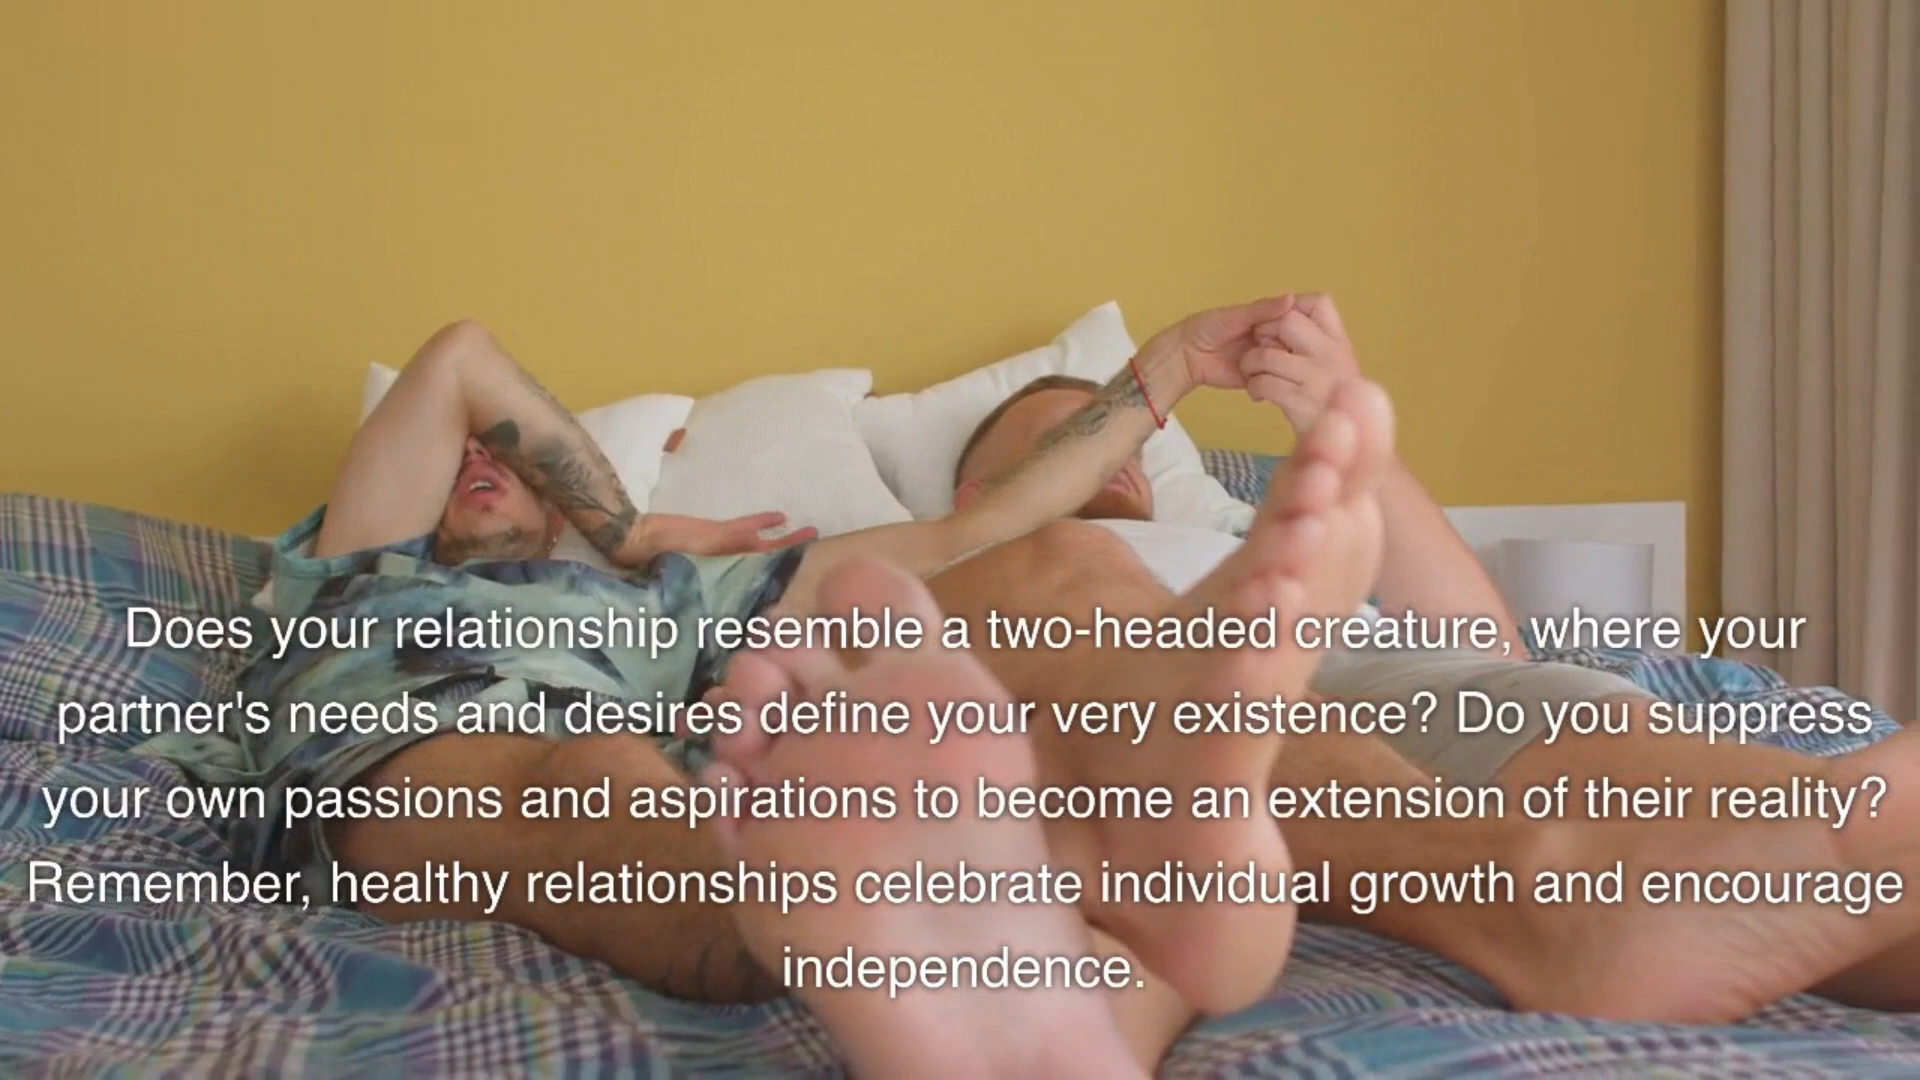 Does your relationship resemble a two-headed creature, where your
partner's needs and desires define your very existence? Do you suppress
your own passions and aspirations to become an extension of their reality?
Remember, healthy relationships celebrate individual growth and encourage
independence.